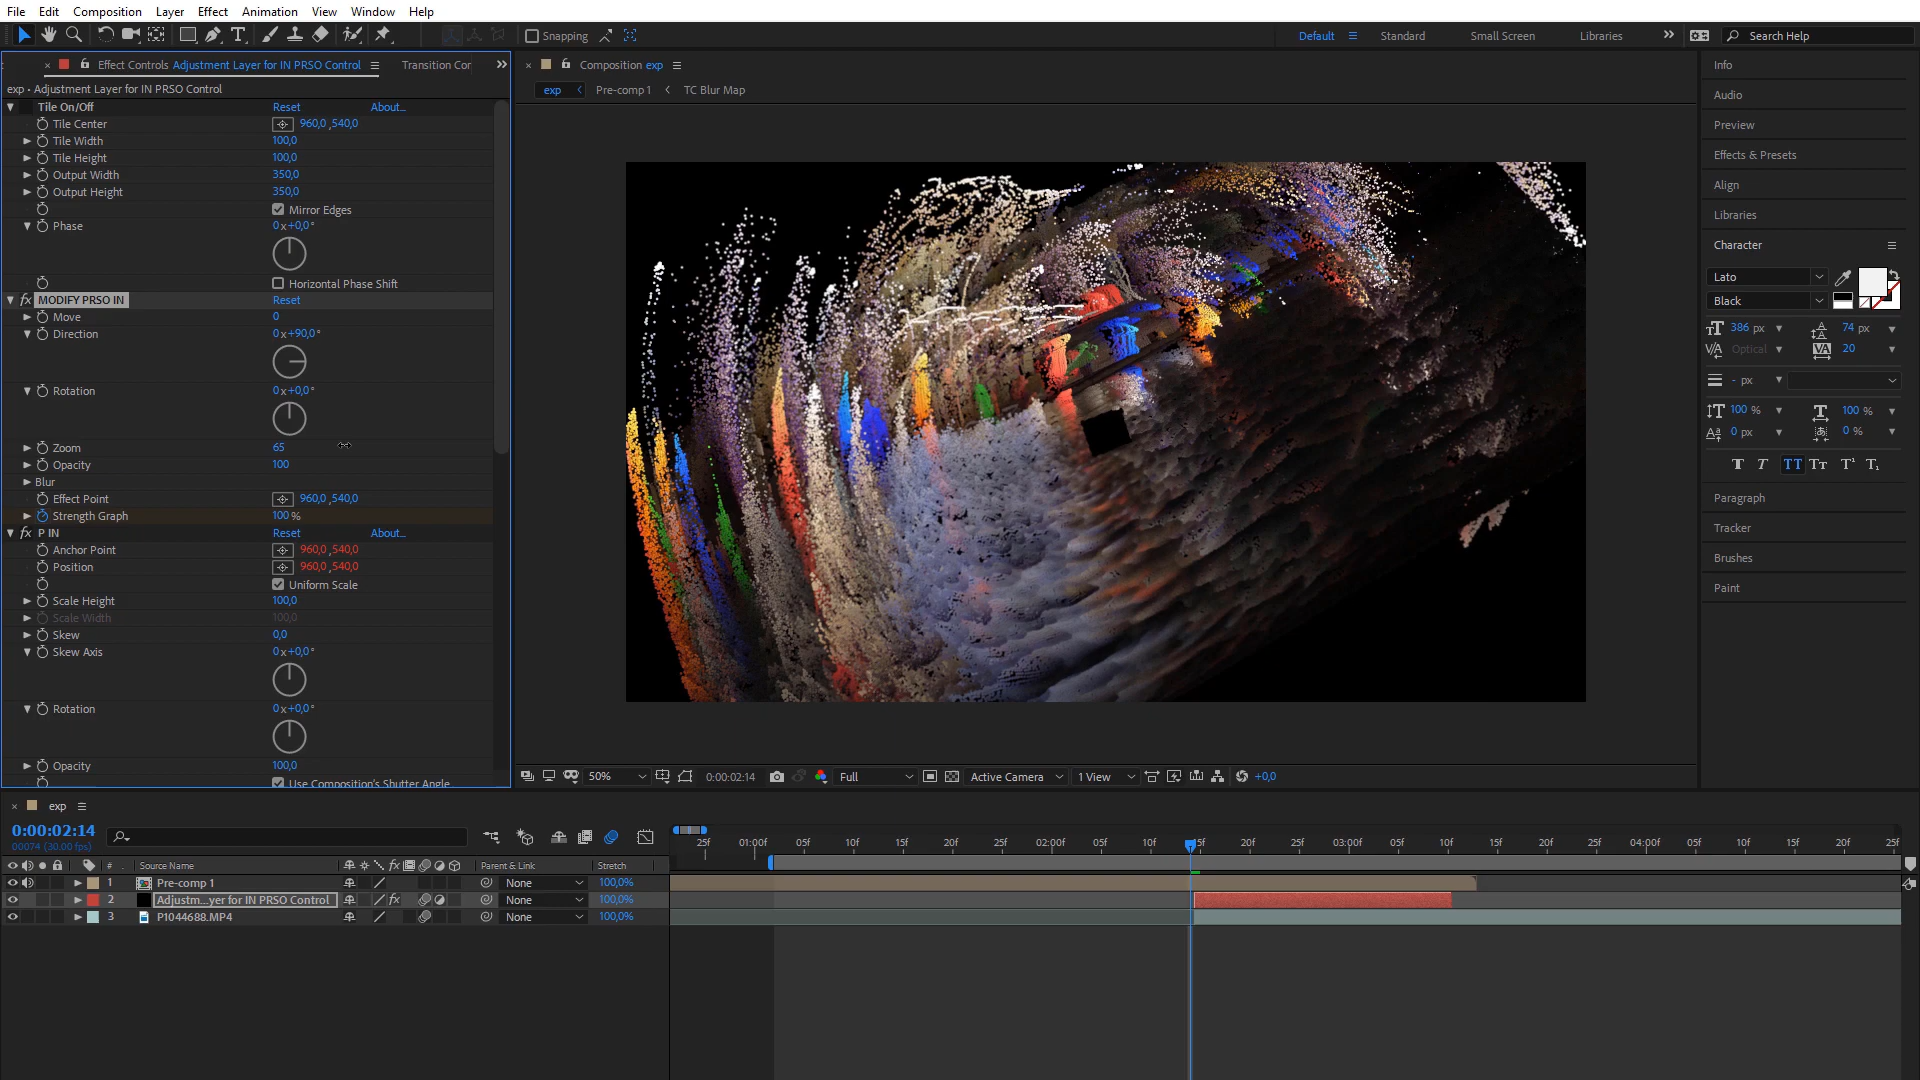 File Edit Composition Layer Effect Animation View Window Help
Snapping
Default Standard Small Screen Libraries » Search Help
× Effect Controls Adjustment Layer for IN PRSO Control Transition Cor »
exp • Adjustment Layer for IN PRSO Control
Tile On/Off Reset About...
Tile Center 960,0 ,540,0
Tile Width 100,0
Tile Height 100,0
Output Width 350,0
Output Height 350,0
Mirror Edges
Phase 0 x+0,0°
Horizontal Phase Shift
fx MODIFY PRSO IN Reset
Move 0
Direction 0 x+90,0°
Rotation 0 x+0,0°
Zoom 65
Opacity 100
Blur
Effect Point 960,0 ,540,0
Strength Graph 100 %
fx P IN Reset About...
Anchor Point 960,0 ,540,0
Position 960,0 ,540,0
Uniform Scale
Scale Height 100,0
Scale Width 100,0
Skew 0,0
Skew Axis 0 x+0,0°
Rotation 0 x+0,0°
Opacity 100,0
Use Composition's Shutter Angle
× Composition exp
exp Pre-comp 1 TC Blur Map
50% 0:00:02:14 Full Active Camera 1 View +0,0
Info
Audio
Preview
Effects & Presets
Align
Libraries
Character
Lato
Black
386 px 74 px
Optical 20
- px
100 % 100 %
0 px 0 %
T T TT Tt T¹ T₁
Paragraph
Tracker
Brushes
Paint
× exp
0:00:02:14
00074 (30.00 fps)
# Source Name fx Parent & Link Stretch
25f 01:00f 05f 10f 15f 20f 25f 02:00f 05f 10f 5f 20f 25f 03:00f 05f 10f 15f 20f 25f 04:00f 05f 10f 15f 20f 25f
1 Pre-comp 1 None 100,0%
2 Adjustm...yer for IN PRSO Control fx None 100,0%
3 P1044688.MP4 None 100,0%